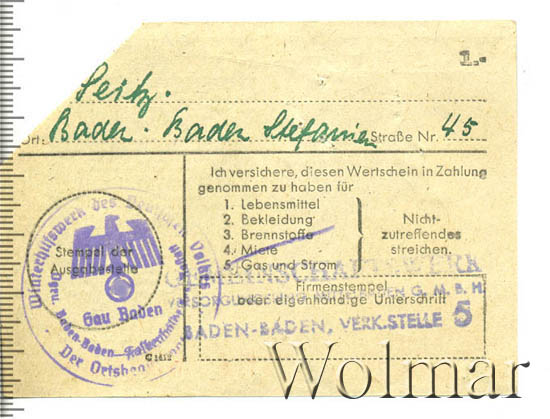 1.-
Seitz.
Ort: Baden-Baden Stefanien Straße Nr. 45
Ich versichere, diesen Wertschein in Zahlung
genommen zu haben für
1. Lebensmittel
2. Bekleidung
3. Brennstoffe
4. Miete
5. Gas und Strom
Nicht-
zutreffendes
streichen.
Stempel der
Ausgabestelle
Winterhilfswerk des Deutschen Volkes
Gau Baden
Baden-Baden
Der
Firmenstempel
oder eigenhändige Unterschrift
G. M. B. H.
BADEN-BADEN, VERK.STELLE 5
Wolmar